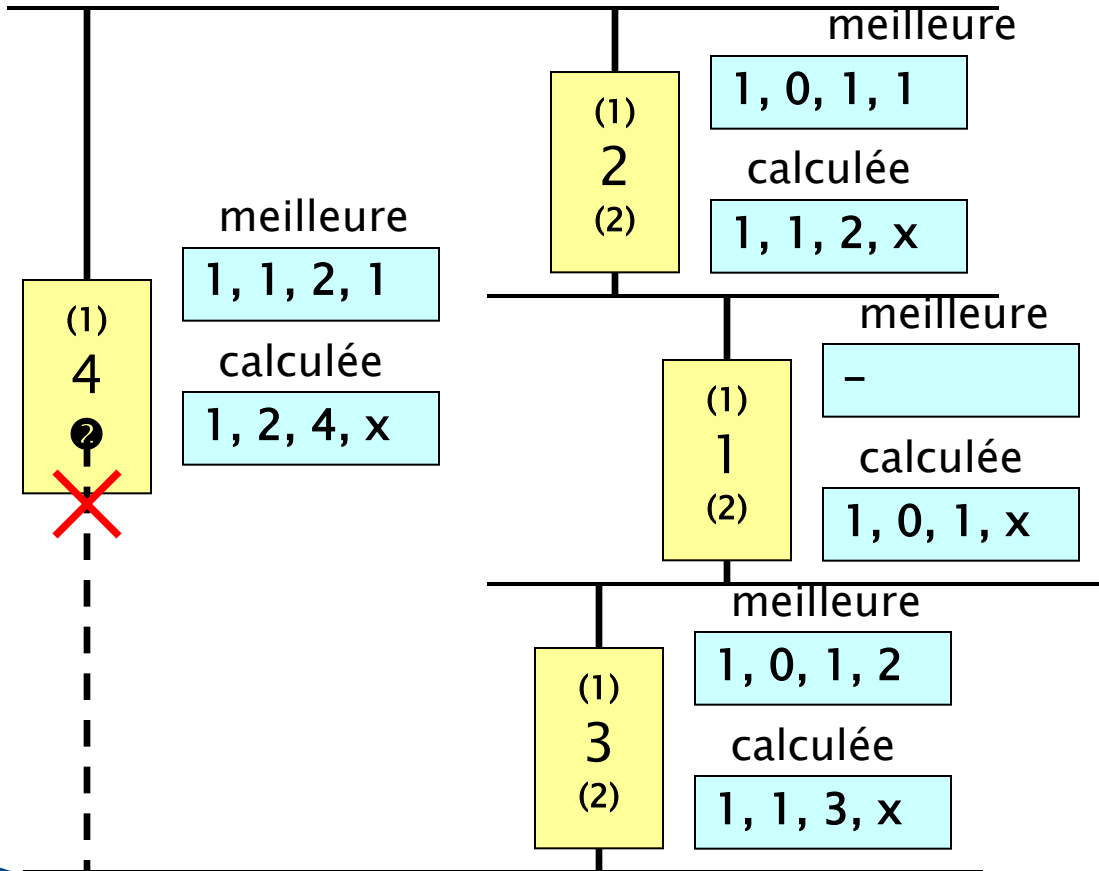 meilleure
1, 0, 1, 1
(1)
2
(2)
calculée
1, 1, 2, x
meilleure
1, 1, 2, 1
(1)
4
❷
calculée
1, 2, 4, x
meilleure
–
(1)
1
(2)
calculée
1, 0, 1, x
meilleure
1, 0, 1, 2
(1)
3
(2)
calculée
1, 1, 3, x